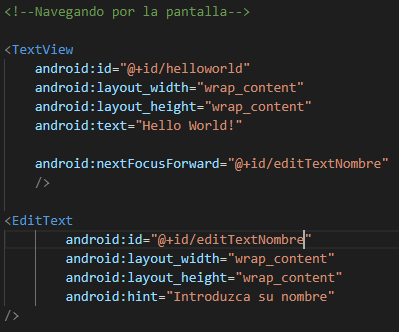 <!--Navegando por la pantalla-->
<TextView
android:id="@+id/helloworld"
android:layout_width="wrap_content"
android:layout_height="wrap_content"
android:text="Hello World!"
android:nextFocusForward="@+id/editTextNombre"
/>
<EditText
android:id="@+id/editTextNombre"
android:layout_width="wrap_content"
android:layout_height="wrap_content"
android:hint="Introduzca su nombre"
/>